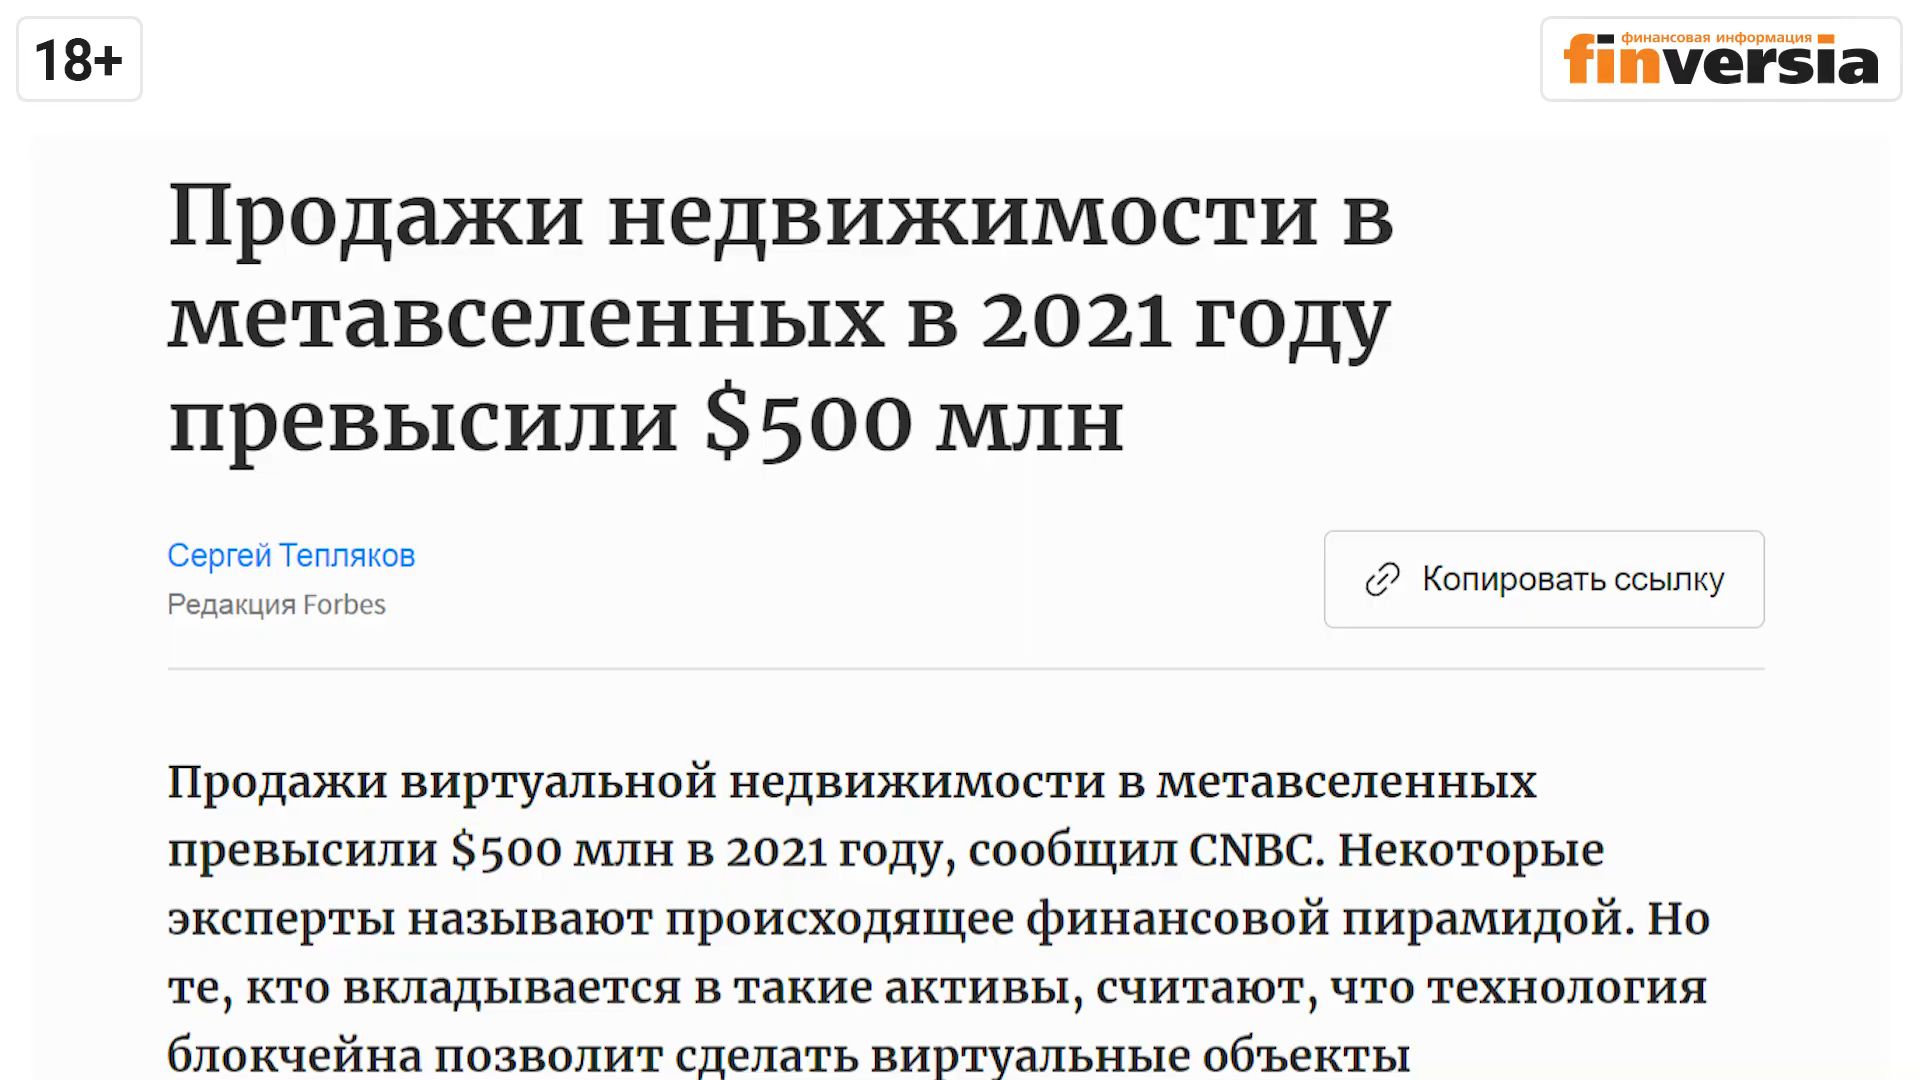 18+
финансовая информация
finversia
Продажи недвижимости в
метавселенных в 2021 году
превысили $500 млн
Сергей Тепляков
Редакция Forbes
Копировать ссылку
Продажи виртуальной недвижимости в метавселенных
превысили $500 млн в 2021 году, сообщил CNBC. Некоторые
эксперты называют происходящее финансовой пирамидой. Но
те, кто вкладывается в такие активы, считают, что технология
блокчейна позволит сделать виртуальные объекты